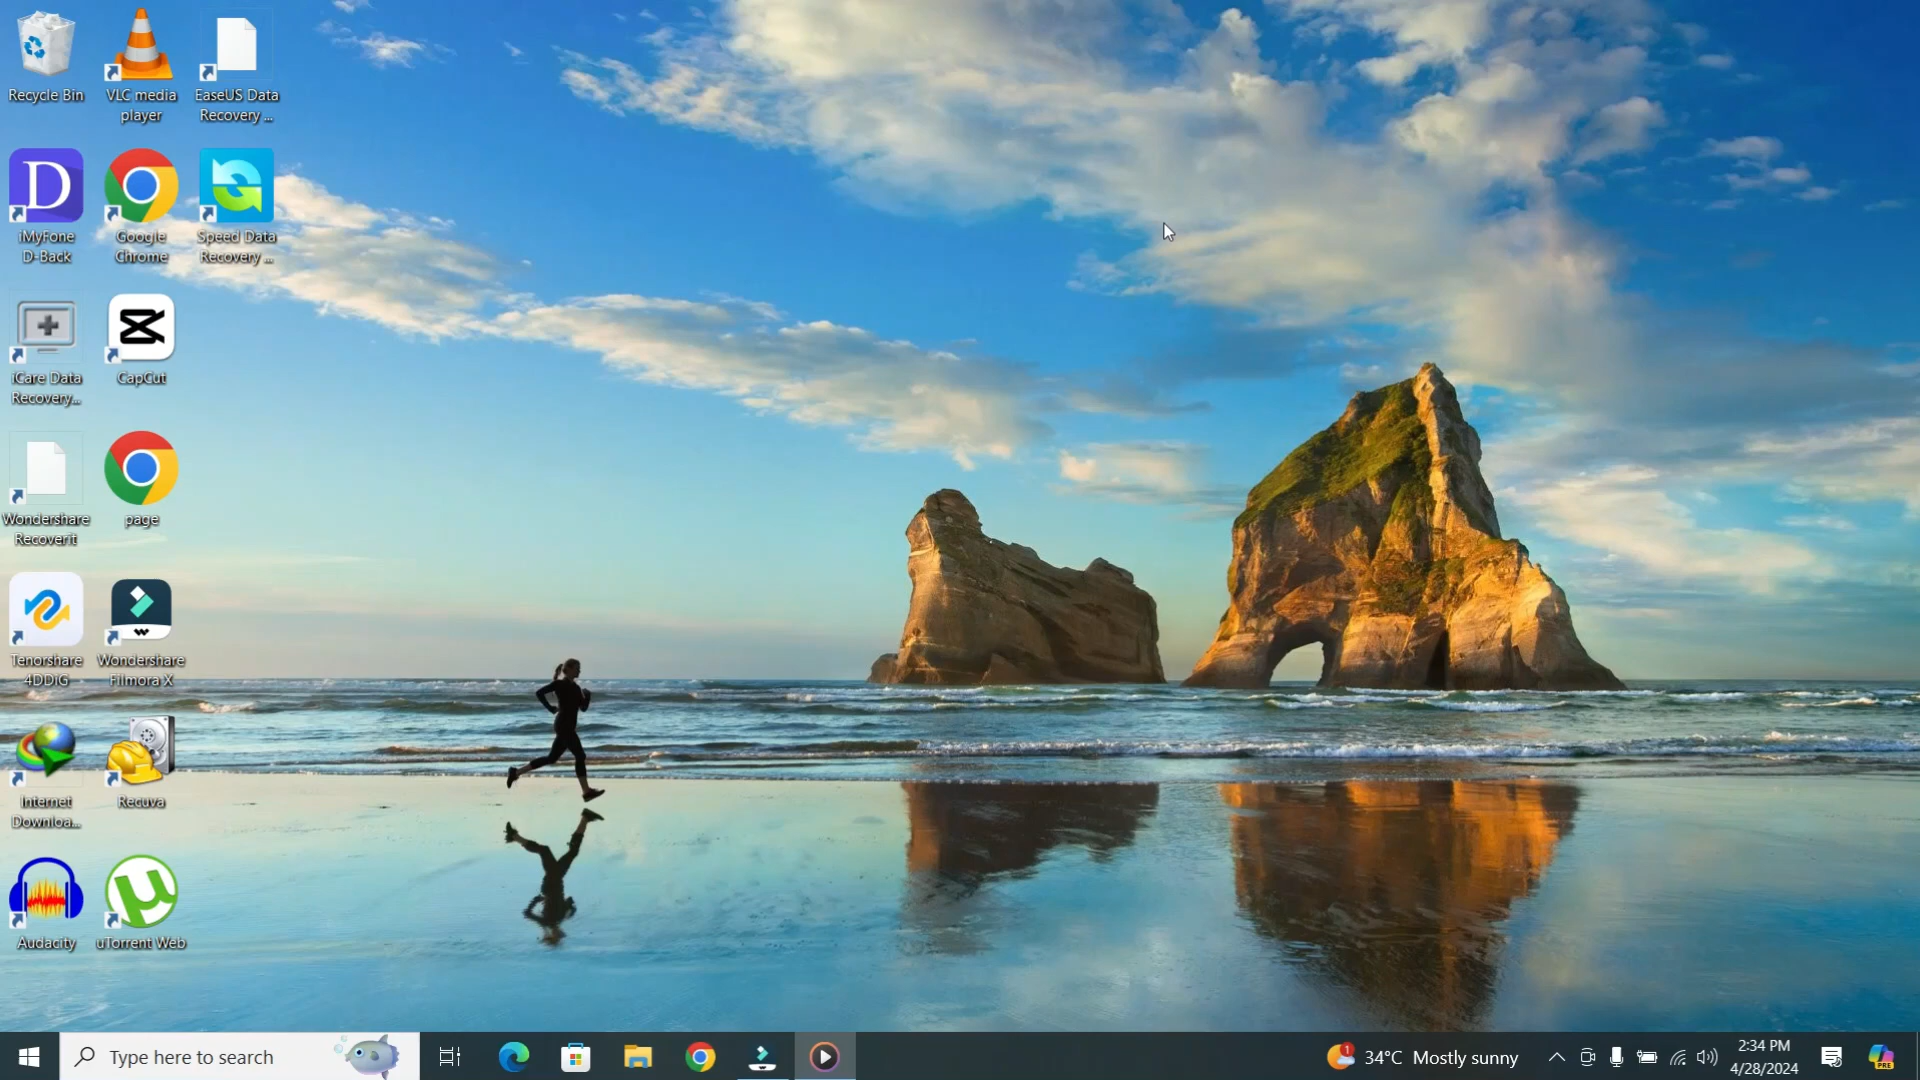 Recycle Bin
VLC media
player
EaseUS Data
Recovery ...
D
iMyFone
D-Back
Google
Chrome
Speed Data
Recovery ...
iCare Data
Recovery...
CapCut
Wondershare
Recoverit
page
Tenorshare
4DDiG
Wondershare
Filmora X
Internet
Downloa...
Recuva
Audacity
µ
uTorrent Web
Type here to search
1
34°C Mostly sunny
2:34 PM
4/28/2024
PRE